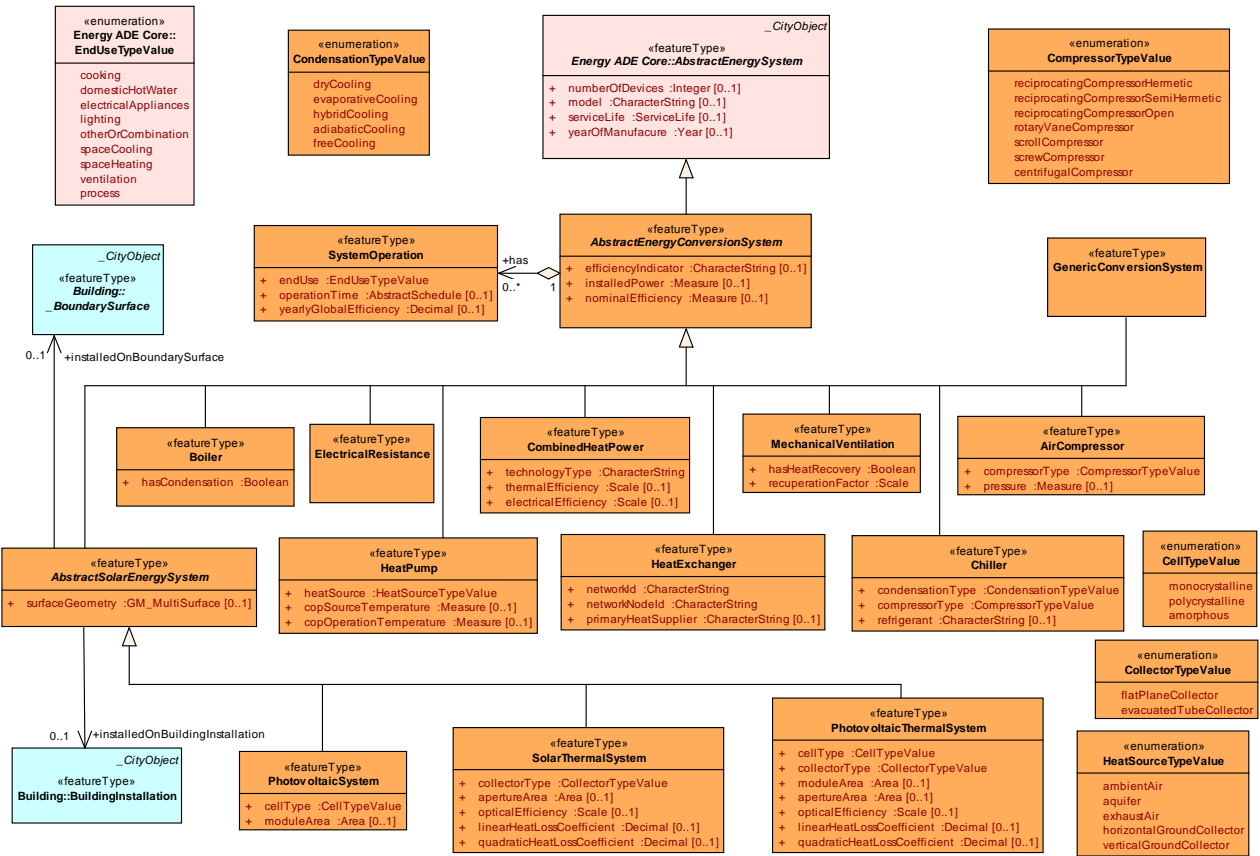 «enumeration»
Energy ADE Core::
EndUseTypeValue
cooking
domesticHotWater
electricalAppliances
lighting
otherOrCombination
spaceCooling
spaceHeating
ventilation
process
«enumeration»
CondensationTypeValue
dryCooling
evaporativeCooling
hybridCooling
adiabaticCooling
freeCooling
_CityObject
«featureType»
Energy ADE Core::AbstractEnergySystem
+ numberOfDevices :Integer [0..1]
+ model :CharacterString [0..1]
+ serviceLife :ServiceLife [0..1]
+ yearOfManufacure :Year [0..1]
«enumeration»
CompressorTypeValue
reciprocatingCompressorHermetic
reciprocatingCompressorSemiHermetic
reciprocatingCompressorOpen
rotaryVaneCompressor
scrollCompressor
screwCompressor
centrifugalCompressor
_CityObject
«featureType»
Building::
_BoundarySurface
0..1
+installedOnBoundarySurface
«featureType»
SystemOperation
+ endUse :EndUseTypeValue
+ operationTime :AbstractSchedule [0..1]
+ yearlyGlobalEfficiency :Decimal [0..1]
+has
0..*
1
«featureType»
AbstractEnergyConversionSystem
+ efficiencyIndicator :CharacterString [0..1]
+ installedPower :Measure [0..1]
+ nominalEfficiency :Measure [0..1]
«featureType»
GenericConversionSystem
«featureType»
Boiler
+ hasCondensation :Boolean
«featureType»
ElectricalResistance
«featureType»
CombinedHeatPower
+ technologyType :CharacterString
+ thermalEfficiency :Scale [0..1]
+ electricalEfficiency :Scale [0..1]
«featureType»
MechanicalVentilation
+ hasHeatRecovery :Boolean
+ recuperationFactor :Scale
«featureType»
AirCompressor
+ compressorType :CompressorTypeValue
+ pressure :Measure [0..1]
«featureType»
AbstractSolarEnergySystem
+ surfaceGeometry :GM_MultiSurface [0..1]
«featureType»
HeatPump
+ heatSource :HeatSourceTypeValue
+ copSourceTemperature :Measure [0..1]
+ copOperationTemperature :Measure [0..1]
«featureType»
HeatExchanger
+ networkId :CharacterString
+ networkNodeId :CharacterString
+ primaryHeatSupplier :CharacterString [0..1]
«featureType»
Chiller
+ condensationType :CondensationTypeValue
+ compressorType :CompressorTypeValue
+ refrigerant :CharacterString [0..1]
«enumeration»
CellTypeValue
monocrystalline
polycrystalline
amorphous
«enumeration»
CollectorTypeValue
flatPlaneCollector
evacuatedTubeCollector
0..1
+installedOnBuildingInstallation
_CityObject
«featureType»
Building::BuildingInstallation
«featureType»
PhotovoltaicSystem
+ cellType :CellTypeValue
+ moduleArea :Area [0..1]
«featureType»
SolarThermalSystem
+ collectorType :CollectorTypeValue
+ apertureArea :Area [0..1]
+ opticalEfficiency :Scale [0..1]
+ linearHeatLossCoefficient :Decimal [0..1]
+ quadraticHeatLossCoefficient :Decimal [0..1]
«featureType»
PhotovoltaicThermalSystem
+ cellType :CellTypeValue
+ collectorType :CollectorTypeValue
+ moduleArea :Area [0..1]
+ apertureArea :Area [0..1]
+ opticalEfficiency :Scale [0..1]
+ linearHeatLossCoefficient :Decimal [0..1]
+ quadraticHeatLossCoefficient :Decimal [0..1]
«enumeration»
HeatSourceTypeValue
ambientAir
aquifer
exhaustAir
horizontalGroundCollector
verticalGroundCollector